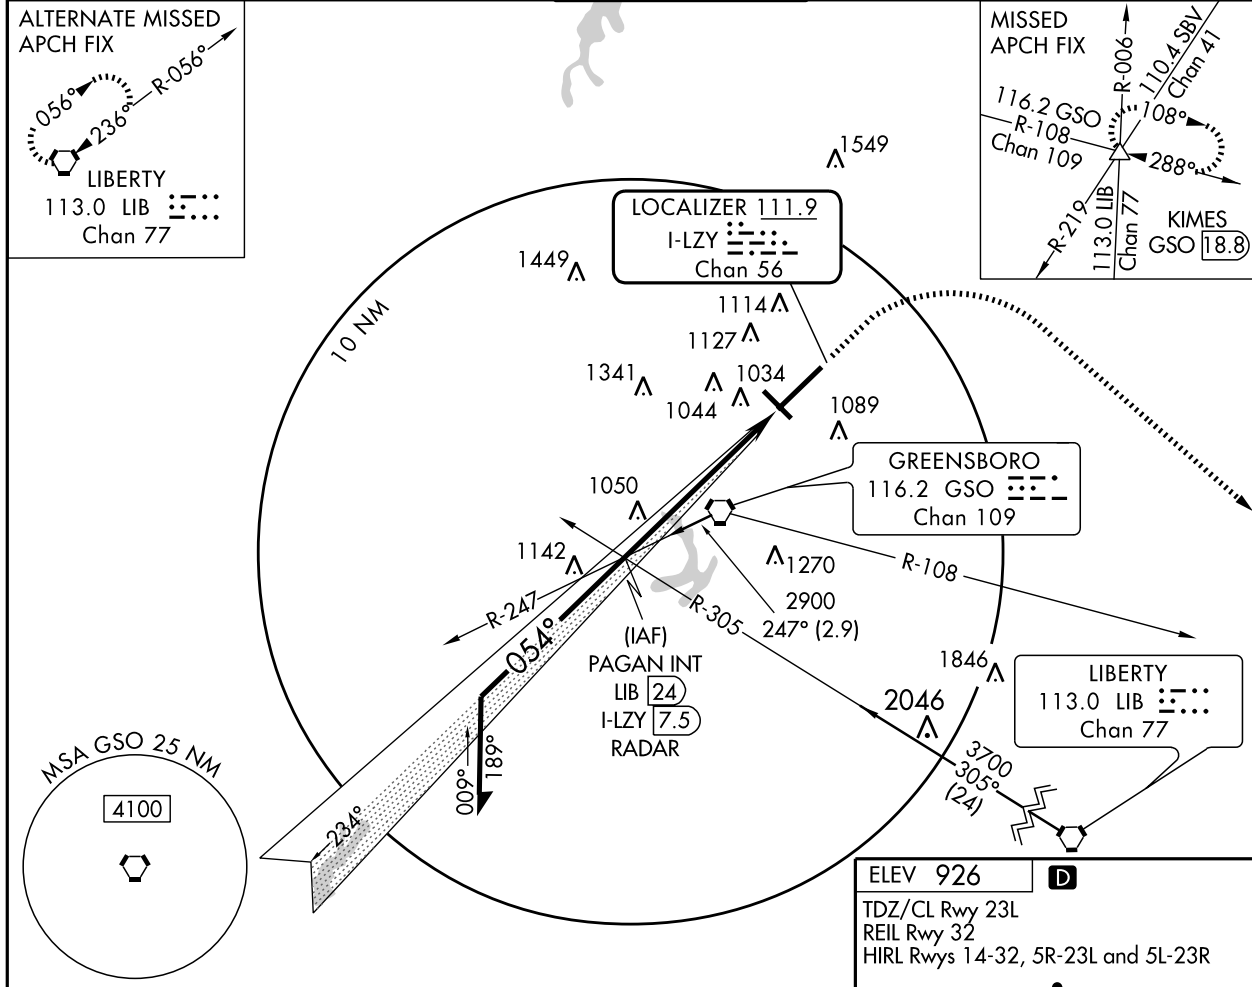 ALTERNATE MISSED
APCH FIX
R-056°
056°
236°
LIBERTY
113.0 LIB
Chan 77
MISSED
APCH FIX
R-006
110.4 SBV
Chan 41
116.2 GSO
R-108
Chan 109
108°
288°
R-219
113.0 LIB
Chan 77
KIMES
GSO 18.8
1549
LOCALIZER 111.9
I-LZY
Chan 56
1449
10 NM
1114
1127
1341
1034
1044
1089
GREENSBORO
116.2 GSO
Chan 109
1050
1142
1270
R-108
R-247
2900
247° (2.9)
R-305
054°
(IAF)
PAGAN INT
LIB 24
I-LZY 7.5
RADAR
1846
2046
LIBERTY
113.0 LIB
Chan 77
3700
305°
(24)
009°
189°
234°
MSA GSO 25 NM
4100
ELEV 926 D
TDZ/CL Rwy 23L
REIL Rwy 32
HIRL Rwys 14-32, 5R-23L and 5L-23R